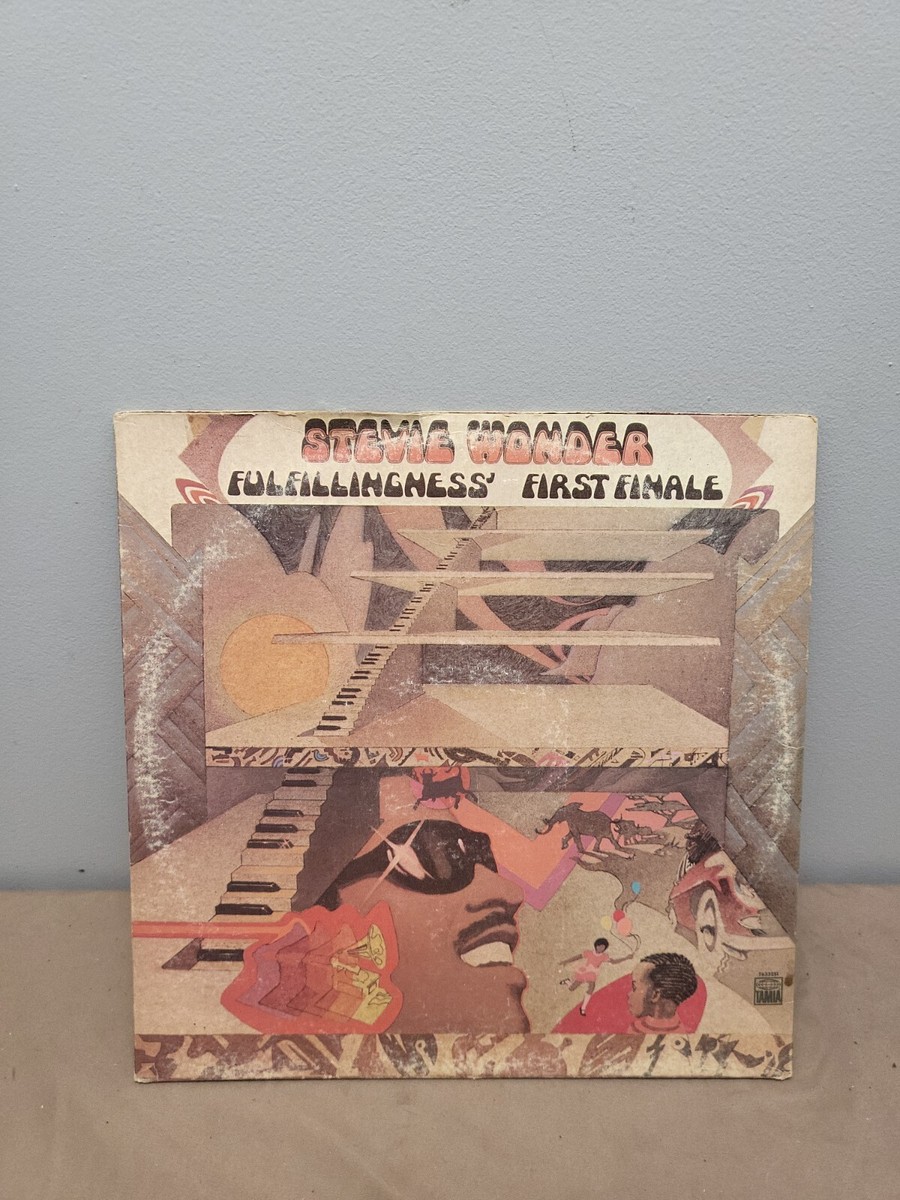 STEVIE WONDER
FULFILLINGNESS' FIRST FINALE
TAMLA